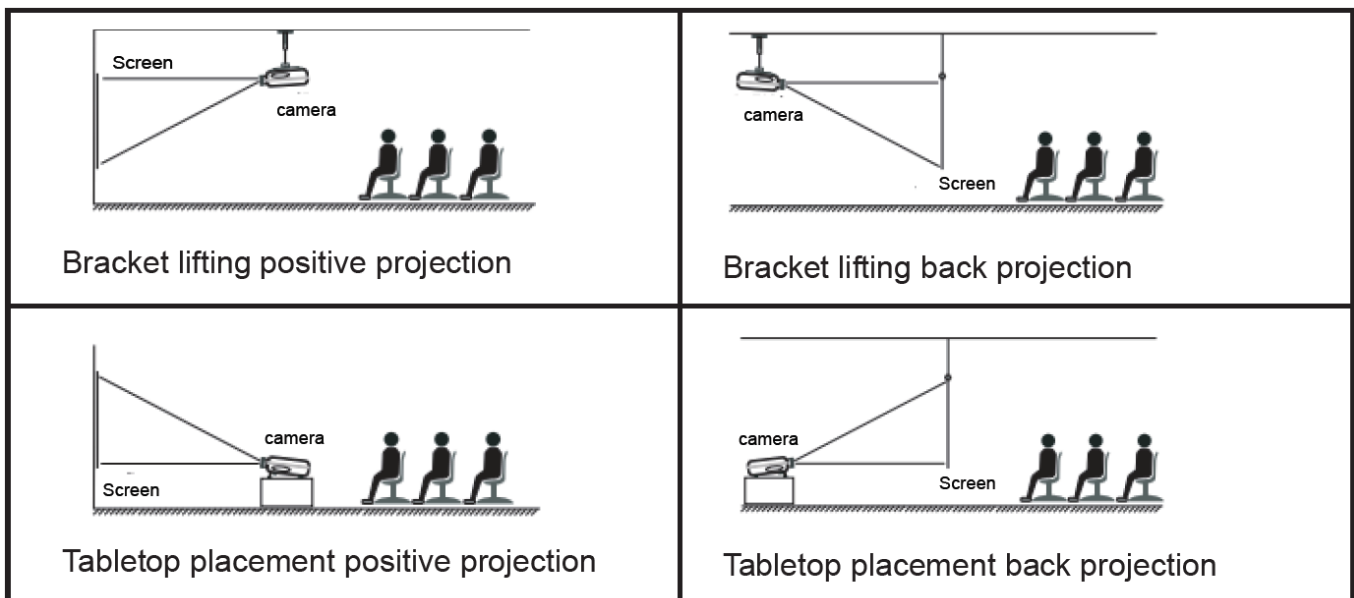 Screen
camera
Bracket lifting positive projection
camera
Screen
Bracket lifting back projection
camera
Screen
Tabletop placement positive projection
camera
Screen
Tabletop placement back projection